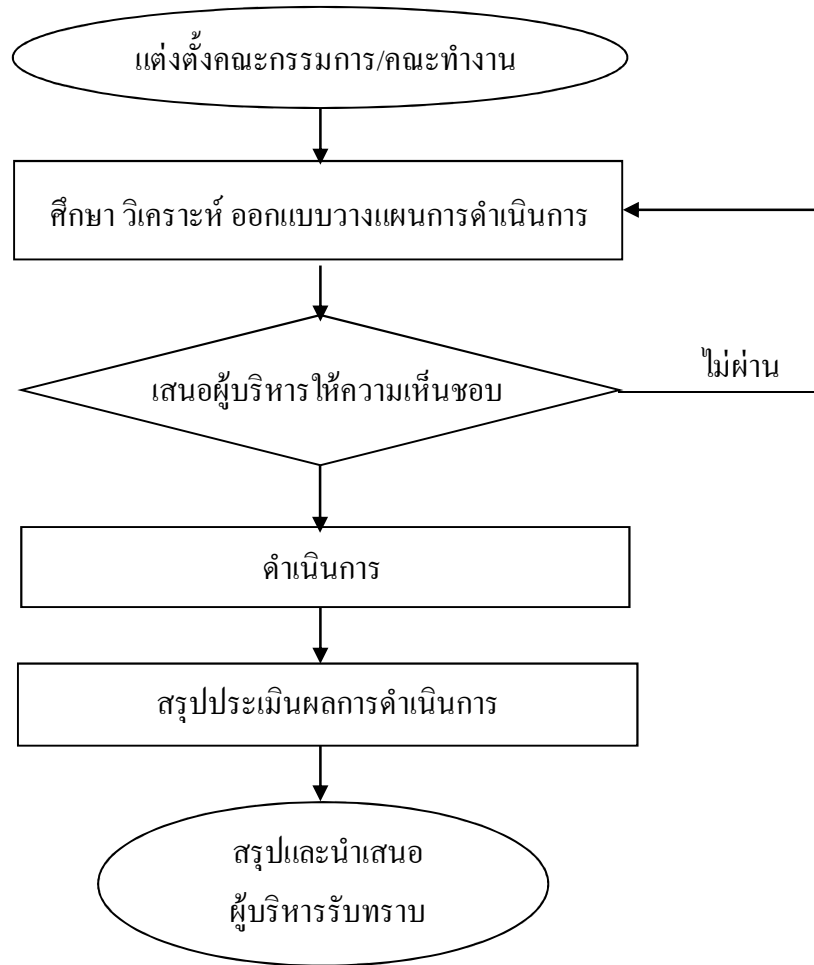 แต่งตั้งคณะกรรมการ/คณะทำงาน
ศึกษา วิเคราะห์ ออกแบบวางแผนการดำเนินการ
เสนอผู้บริหารให้ความเห็นชอบ
ไม่ผ่าน
ดำเนินการ
สรุปประเมินผลการดำเนินการ
สรุปและนำเสนอ
ผู้บริหารรับทราบ